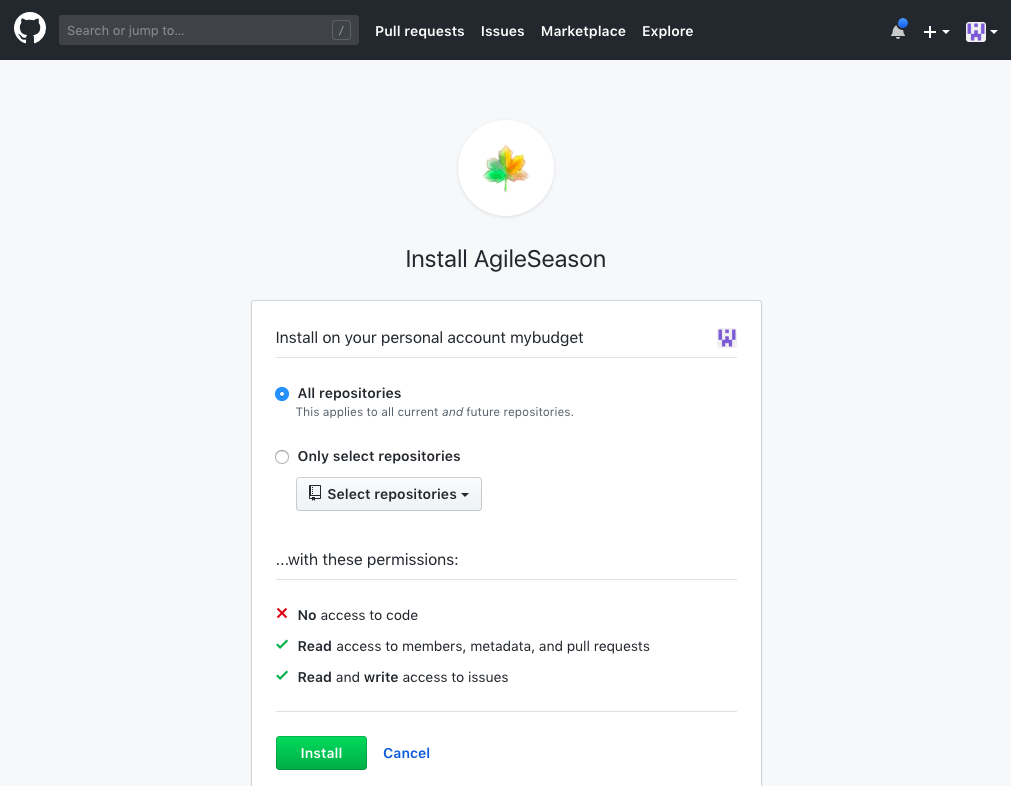 Search or jump to...
/
Pull requests
Issues
Marketplace
Explore
Install AgileSeason
Install on your personal account mybudget
All repositories
This applies to all current and future repositories.
Only select repositories
Select repositories
...with these permissions:
No access to code
Read access to members, metadata, and pull requests
Read and write access to issues
Install
Cancel